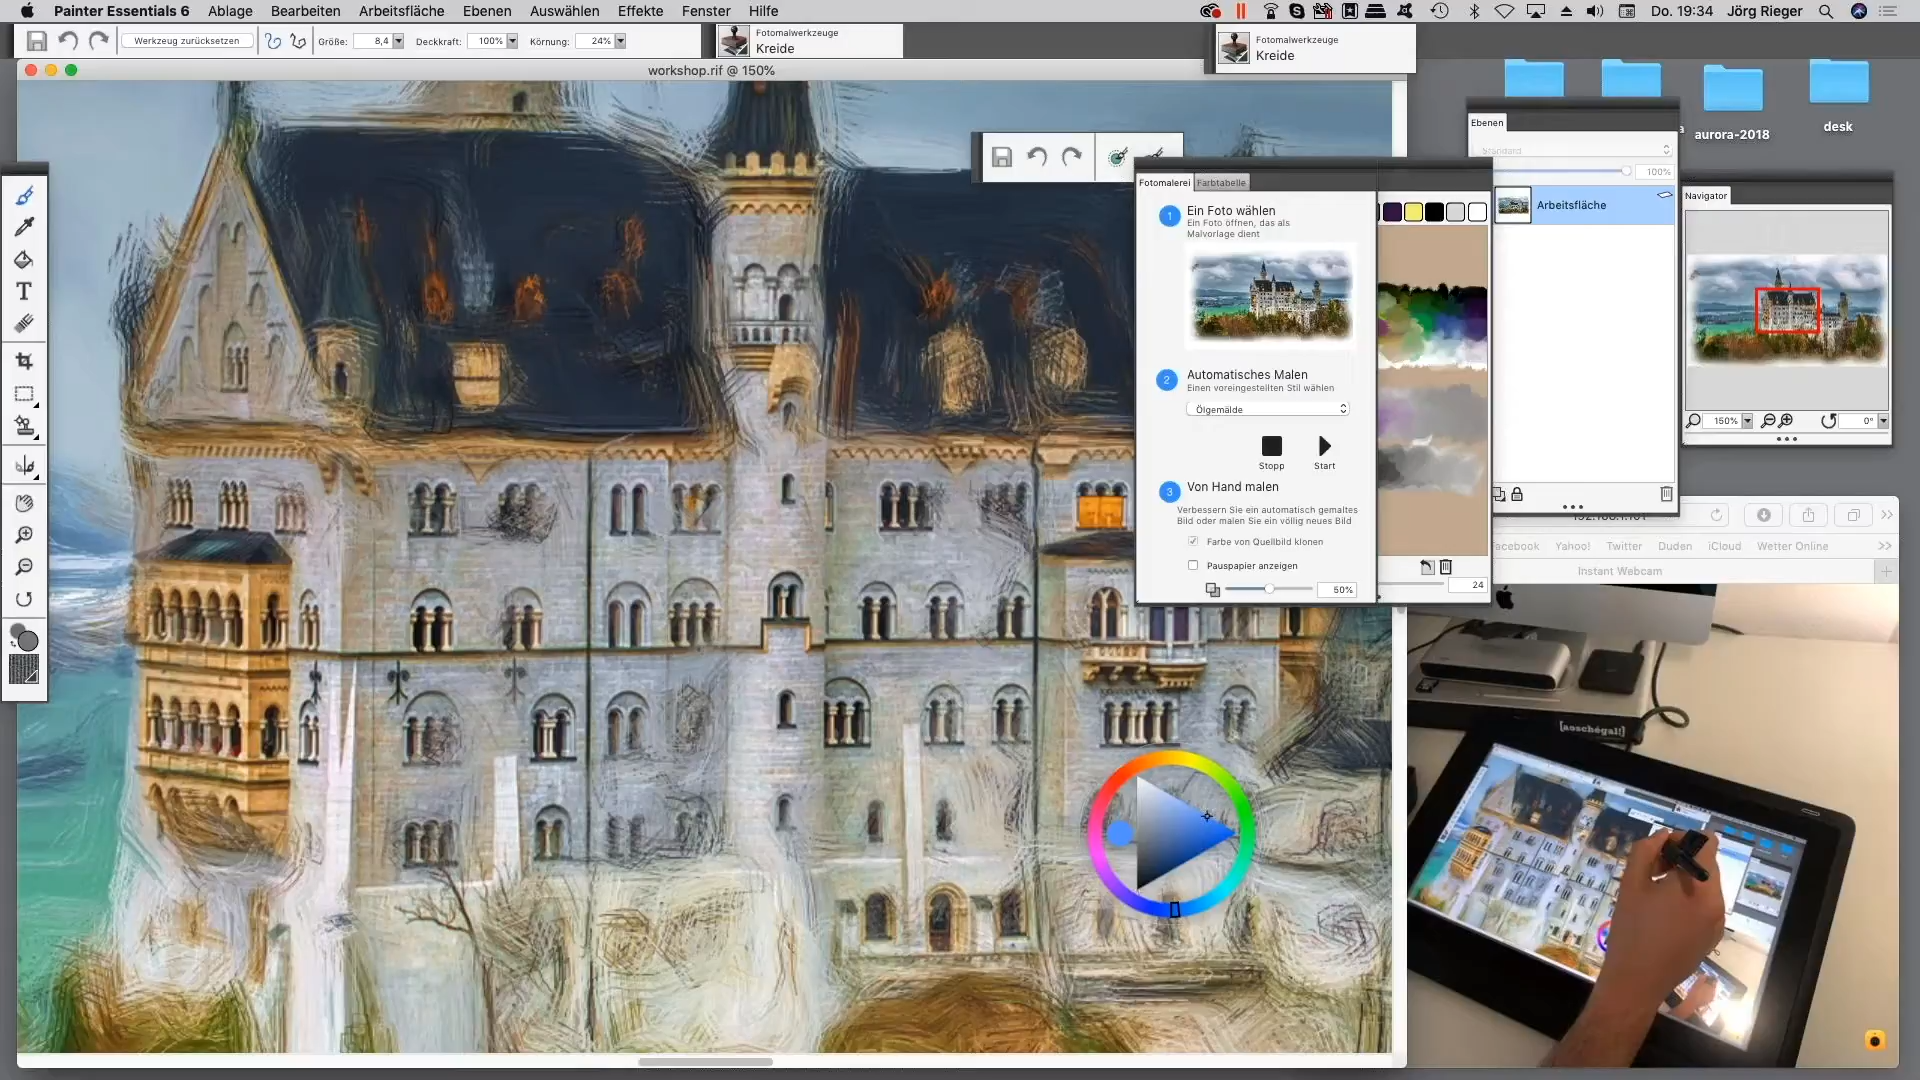 Painter Essentials 6 Ablage Bearbeiten Arbeitsfläche Ebenen Auswählen Effekte Fenster Hilfe
Do. 19:34 Jörg Rieger
Werkzeug zurücksetzen
Größe: 8,4
Deckkraft: 100%
Körnung: 24%
Fotomalwerkzeuge
Kreide
Fotomalwerkzeuge
Kreide
workshop.rif @ 150%
aurora-2018
desk
Ebenen
Standard
100%
Arbeitsfläche
Navigator
150%
0°
Fotomalerei Farbtabelle
1 Ein Foto wählen
Ein Foto öffnen, das als
Malvorlage dient
2 Automatisches Malen
Einen voreingestellten Stil wählen
Ölgemälde
Stopp Start
3 Von Hand malen
Verbessern Sie ein automatisch gemaltes
Bild oder malen Sie ein völlig neues Bild
Farbe von Quellbild klonen
Pauspapier anzeigen
50%
24
acebook Yahoo! Twitter Duden iCloud Wetter Online
Instant Webcam
[aoschégal!]